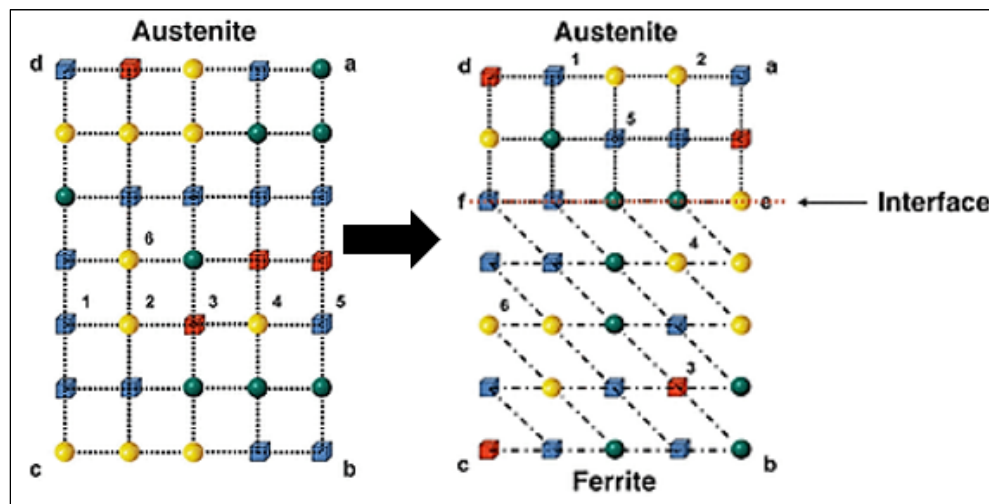 Austenite
d a
6
1 2 3 4 5
c b
Austenite
d 1 2 a
5
f e Interface
4
6
3
c b
Ferrite